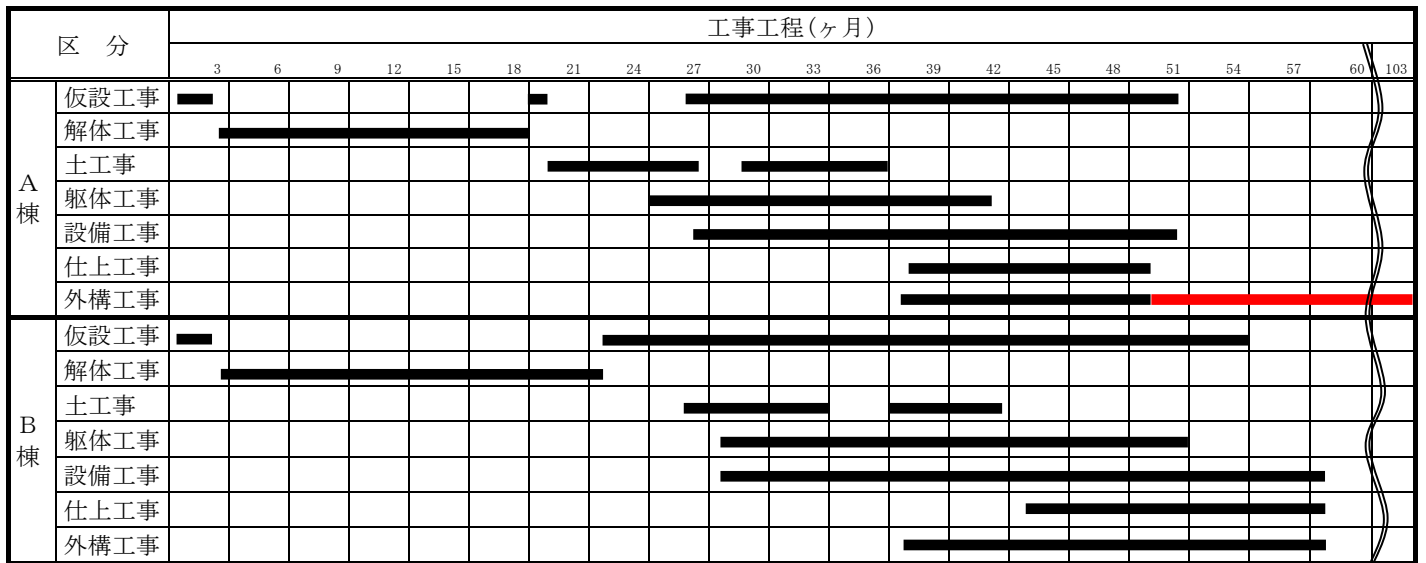 区 分
工事工程(ヶ月)
3 6 9 12 15 18 21 24 27 30 33 36 39 42 45 48 51 54 57 60 103
A棟
仮設工事
解体工事
土工事
躯体工事
設備工事
仕上工事
外構工事
B棟
仮設工事
解体工事
土工事
躯体工事
設備工事
仕上工事
外構工事